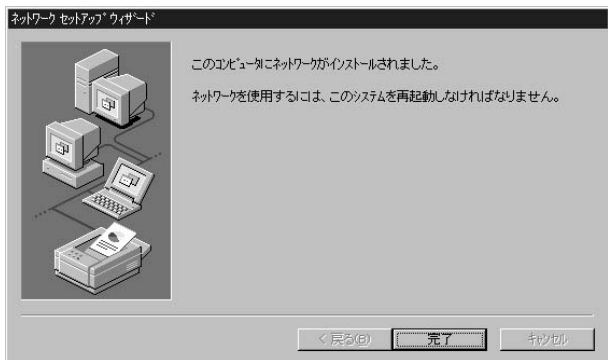 ﾈｯﾄﾜｰｸ ｾｯﾄｱｯﾌﾟ ｳｨｻﾞｰﾄﾞ
このｺﾝﾋﾟｭｰﾀにﾈｯﾄﾜｰｸがｲﾝｽﾄｰﾙされました。
ﾈｯﾄﾜｰｸを使用するには、このｼｽﾃﾑを再起動しなければなりません。
< 戻る(B)
完了
ｷｬﾝｾﾙ